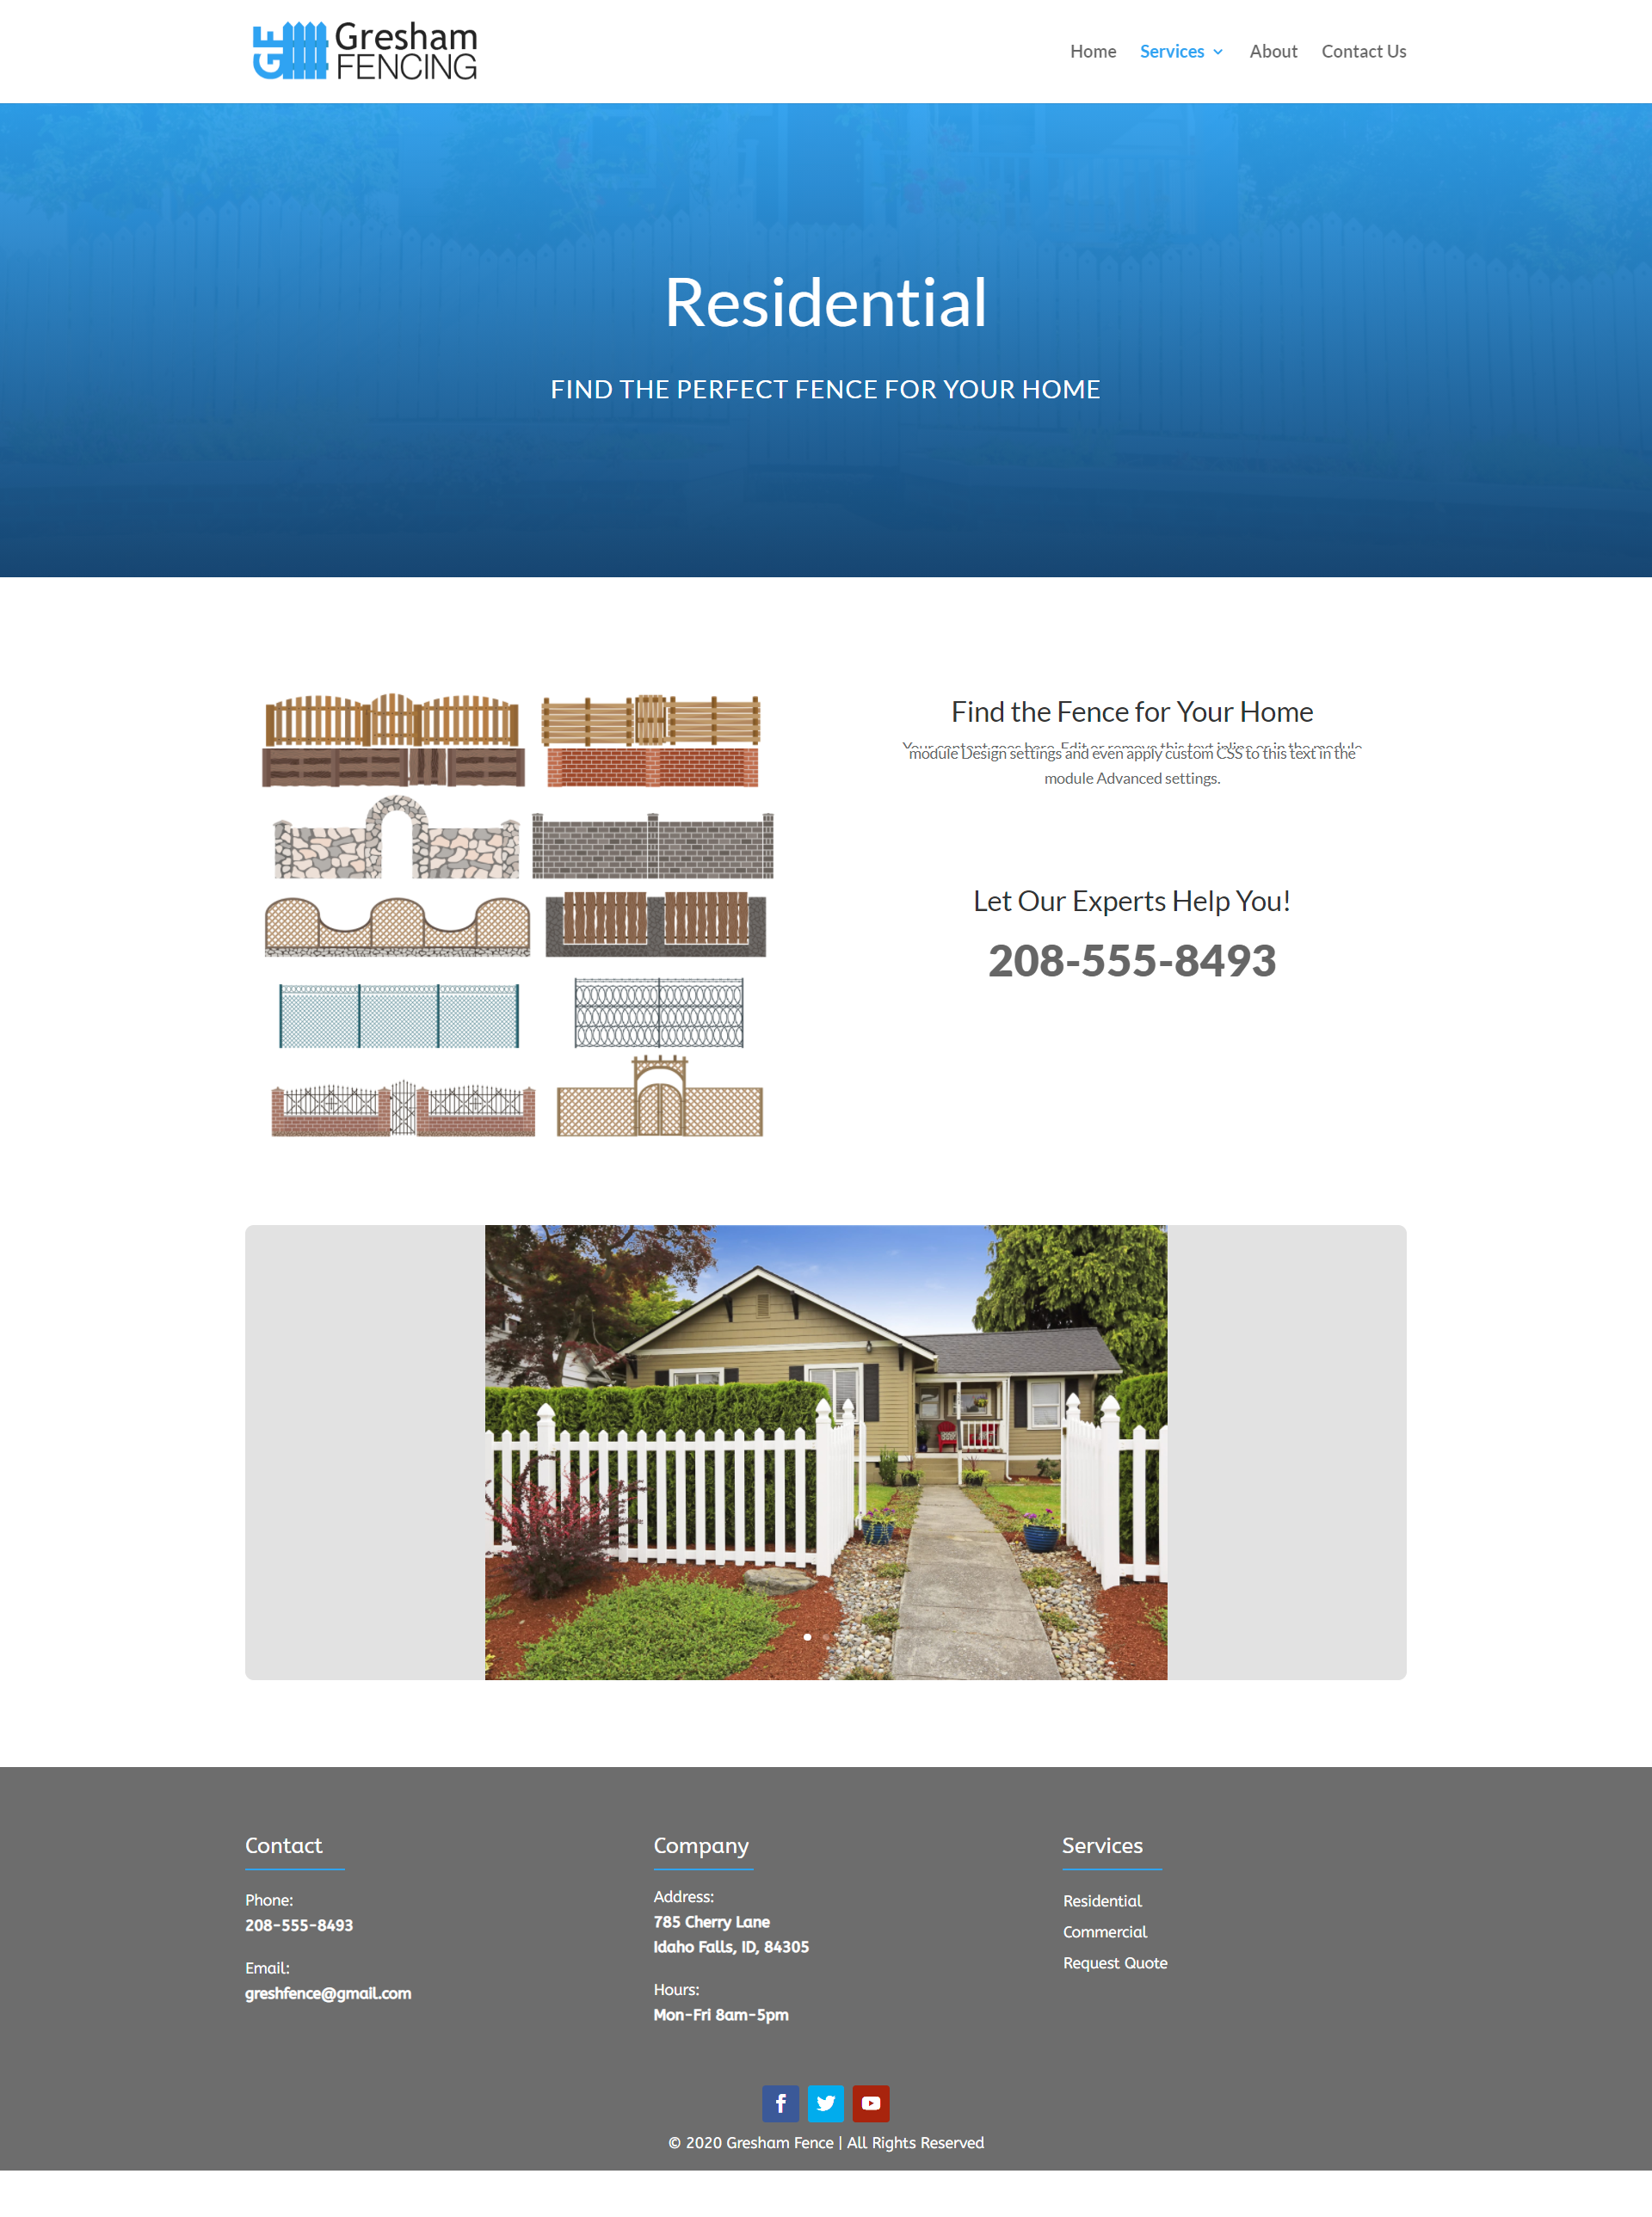 GF
Gresham
FENCING
Home Services About Contact Us
Residential
FIND THE PERFECT FENCE FOR YOUR HOME
Find the Fence for Your Home
Your content goes here. Edit or remove this text inline or in the module
module Design settings and even apply custom CSS to this text in the
module Advanced settings.
Let Our Experts Help You!
208-555-8493
Contact
Phone:
208-555-8493
Email:
greshfence@gmail.com
Company
Address:
785 Cherry Lane
Idaho Falls, ID, 84305
Hours:
Mon-Fri 8am-5pm
Services
Residential
Commercial
Request Quote
© 2020 Gresham Fence | All Rights Reserved